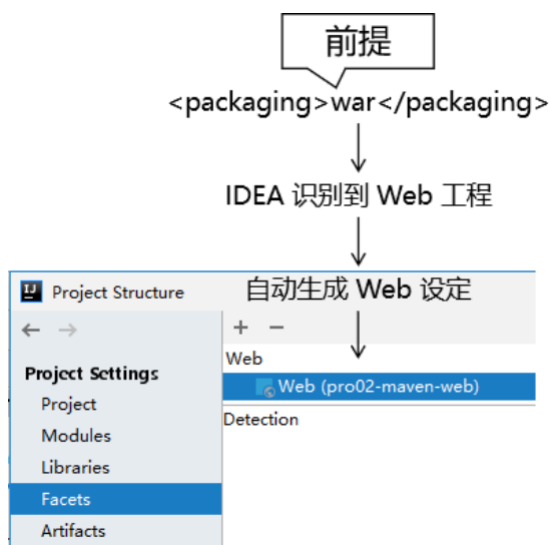 前提
<packaging>war</packaging>
IDEA 识别到 Web 工程
自动生成 Web 设定
Project Structure
Project Settings
Project
Modules
Libraries
Facets
Artifacts
Web
Web (pro02-maven-web)
Detection